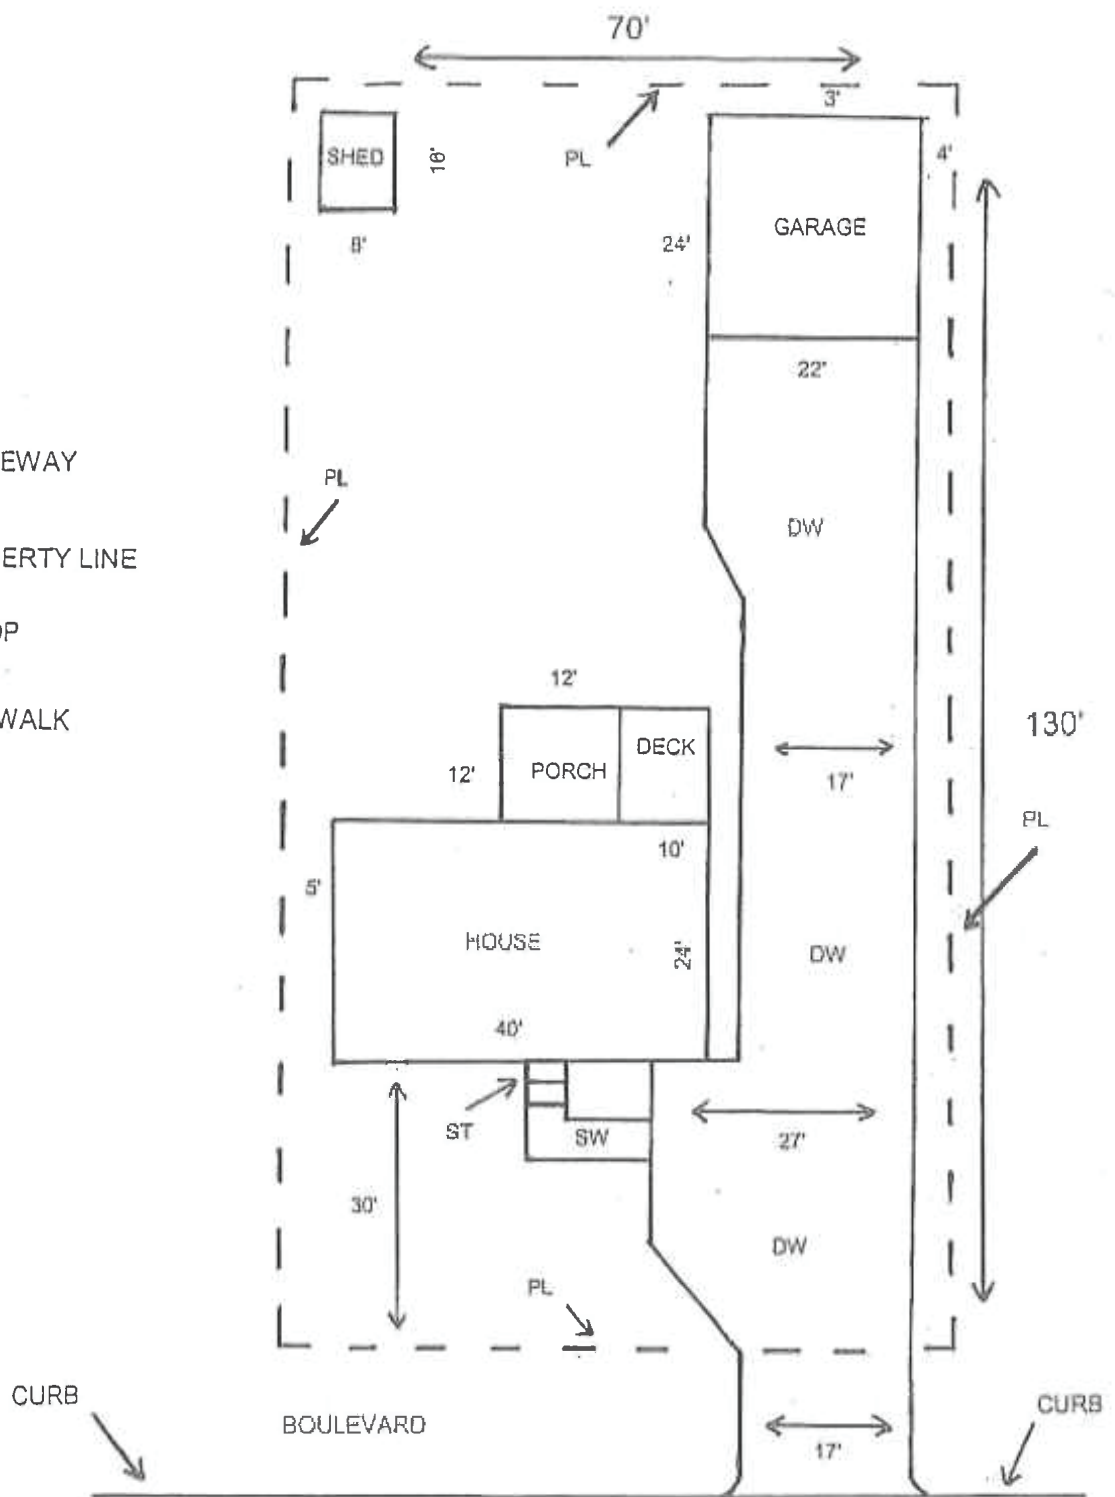 70'
PL
3'
4'
SHED
16'
8'
24'
GARAGE
22'
EWAY
PL
DW
ERTY LINE
OP
WALK
12'
12'
PORCH
DECK
17'
130'
PL
10'
5'
HOUSE
24'
DW
40'
ST
SW
27'
30'
DW
PL
CURB
BOULEVARD
17'
CURB